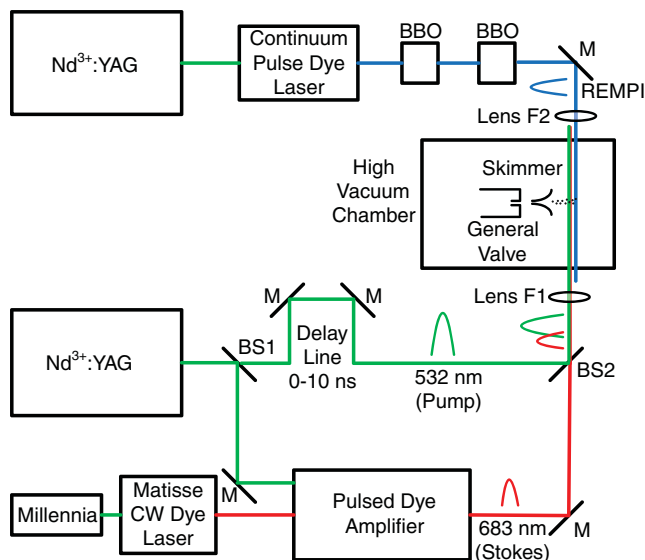 Nd³⁺:YAG
Continuum
Pulse Dye
Laser
BBO
BBO
M
REMPI
Lens F2
High
Vacuum
Chamber
Skimmer
General
Valve
Lens F1
M
M
Nd³⁺:YAG
BS1
Delay
Line
0-10 ns
532 nm
(Pump)
BS2
M
Millennia
Matisse
CW Dye
Laser
Pulsed Dye
Amplifier
683 nm
(Stokes)
M